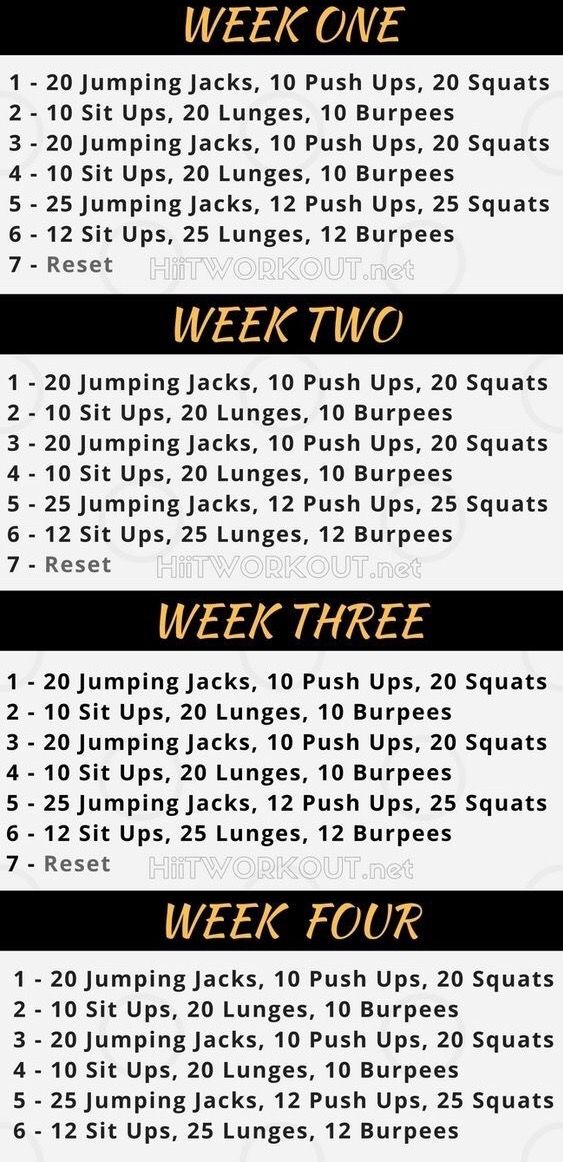 WEEK ONE
1 - 20 Jumping Jacks, 10 Push Ups, 20 Squats
2 - 10 Sit Ups, 20 Lunges, 10 Burpees
3 - 20 Jumping Jacks, 10 Push Ups, 20 Squats
4 - 10 Sit Ups, 20 Lunges, 10 Burpees
5 - 25 Jumping Jacks, 12 Push Ups, 25 Squats
6 - 12 Sit Ups, 25 Lunges, 12 Burpees
7 - Reset HiiTWORKOUT.net
WEEK TWO
1 - 20 Jumping Jacks, 10 Push Ups, 20 Squats
2 - 10 Sit Ups, 20 Lunges, 10 Burpees
3 - 20 Jumping Jacks, 10 Push Ups, 20 Squats
4 - 10 Sit Ups, 20 Lunges, 10 Burpees
5 - 25 Jumping Jacks, 12 Push Ups, 25 Squats
6 - 12 Sit Ups, 25 Lunges, 12 Burpees
7 - Reset HiiTWORKOUT.net
WEEK THREE
1 - 20 Jumping Jacks, 10 Push Ups, 20 Squats
2 - 10 Sit Ups, 20 Lunges, 10 Burpees
3 - 20 Jumping Jacks, 10 Push Ups, 20 Squats
4 - 10 Sit Ups, 20 Lunges, 10 Burpees
5 - 25 Jumping Jacks, 12 Push Ups, 25 Squats
6 - 12 Sit Ups, 25 Lunges, 12 Burpees
7 - Reset HiiTWORKOUT.net
WEEK FOUR
1 - 20 Jumping Jacks, 10 Push Ups, 20 Squats
2 - 10 Sit Ups, 20 Lunges, 10 Burpees
3 - 20 Jumping Jacks, 10 Push Ups, 20 Squats
4 - 10 Sit Ups, 20 Lunges, 10 Burpees
5 - 25 Jumping Jacks, 12 Push Ups, 25 Squats
6 - 12 Sit Ups, 25 Lunges, 12 Burpees